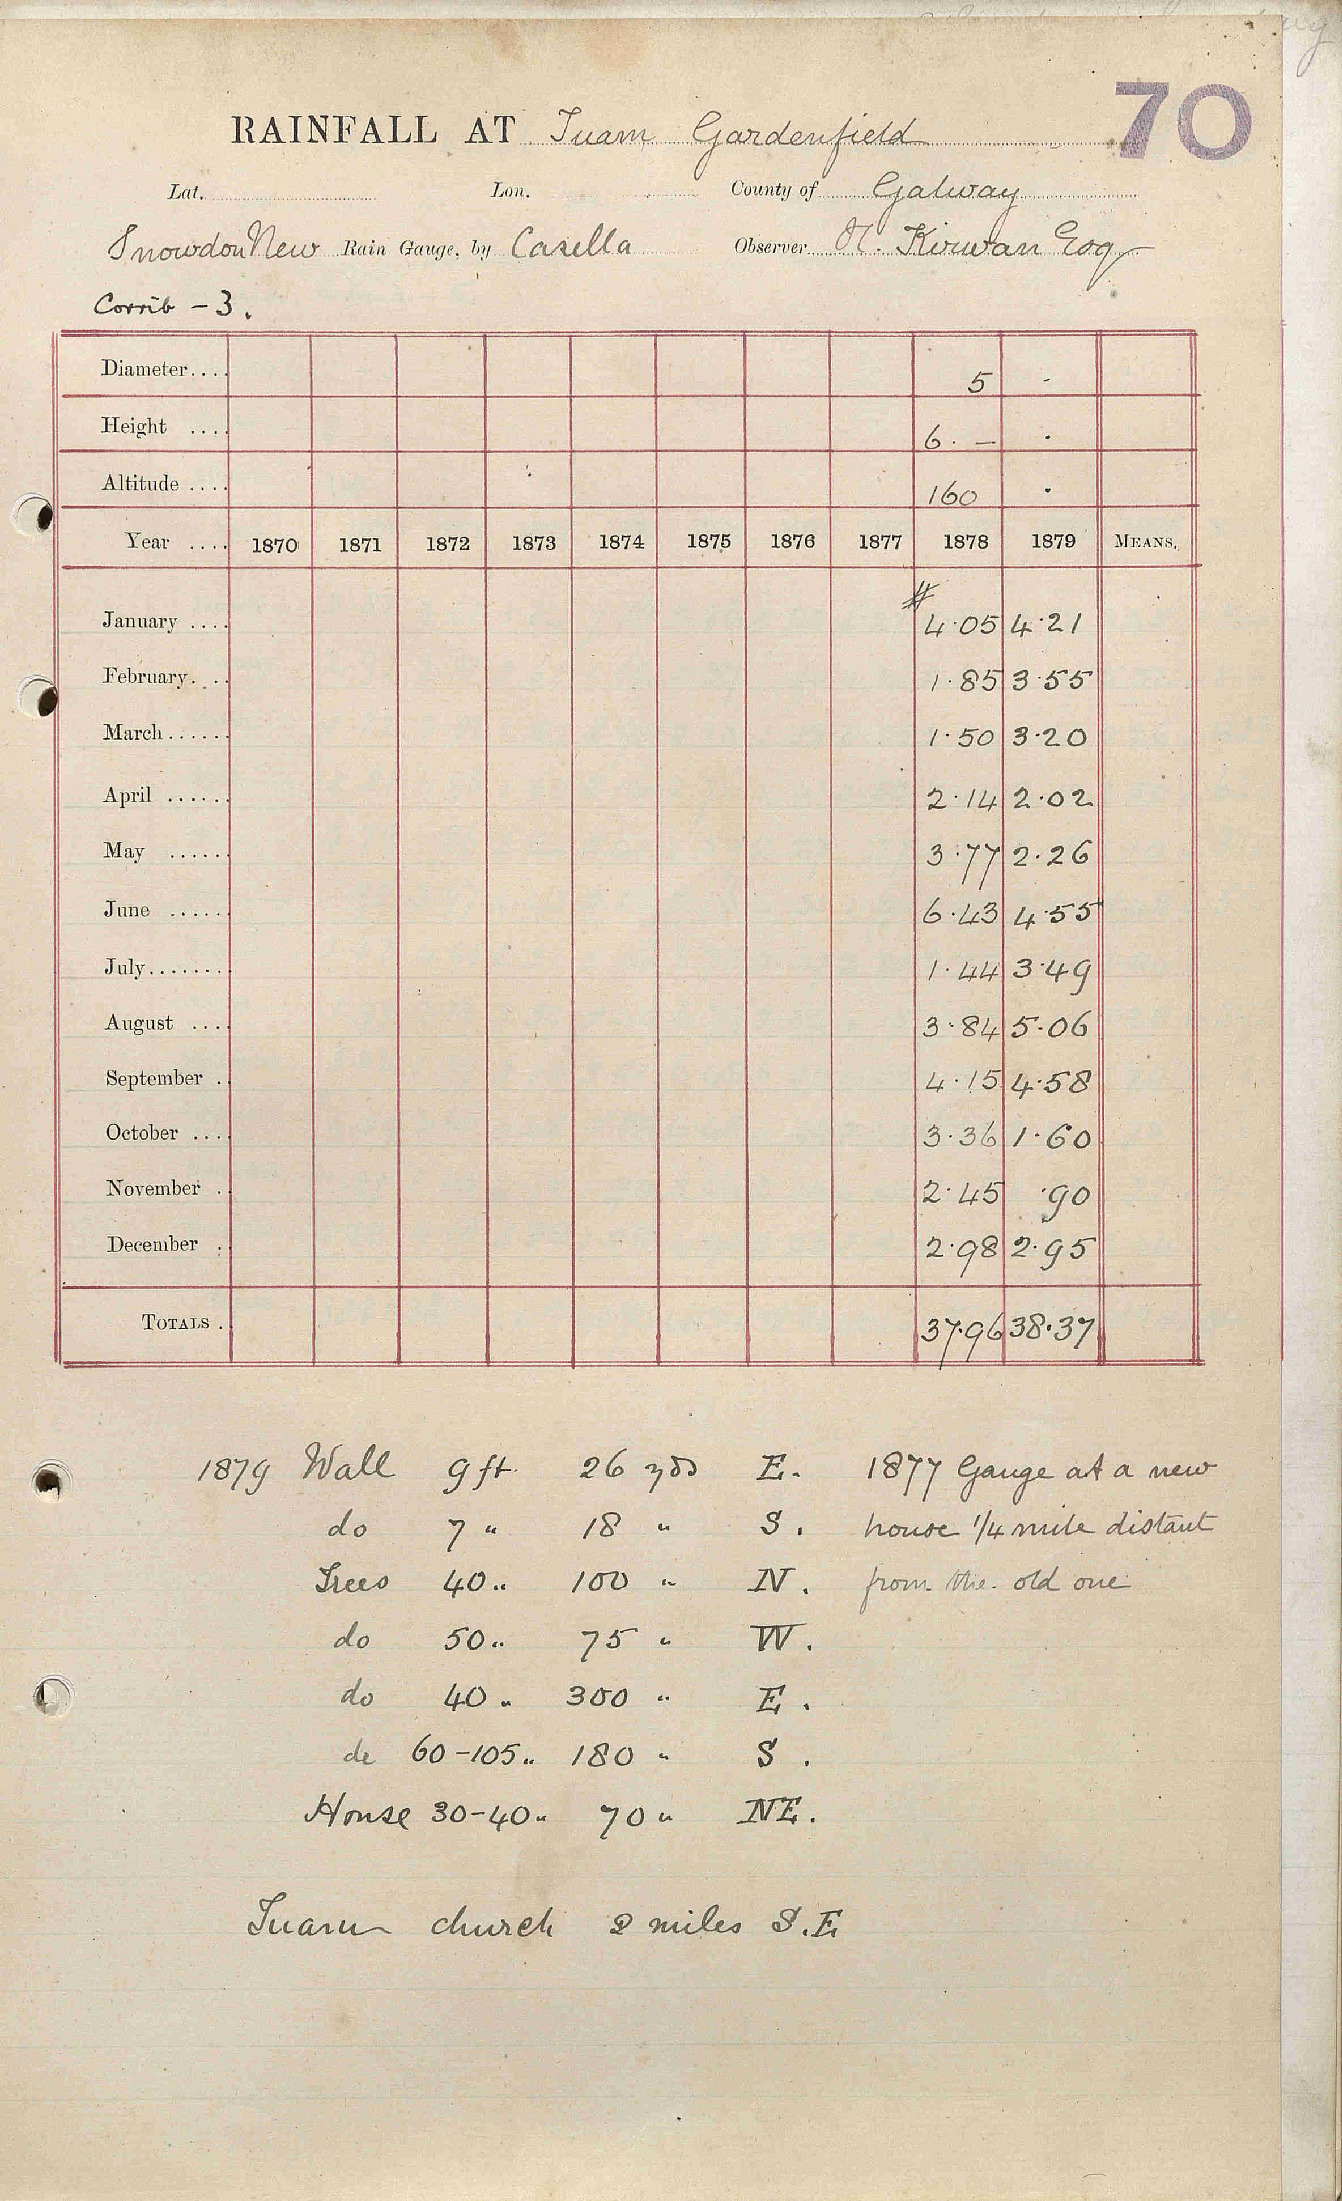 70
RAINFALL AT Tuam Gardenfield
Lat. Lon. County of Galway
Snowdon New Rain Gauge, by Casella Observer Kirwan Esq
Corrib - 3.
Diameter.... 5 -
Height .... 6. — .
Altitude .... 160 .
Year .... 1870 1871 1872 1873 1874 1875 1876 1877 1878 1879 MEANS.
#
January .... 4.05 4.21
February.... 1.85 3.55
March...... 1.50 3.20
April ...... 2.14 2.02
May ...... 3.77 2.26
June ...... 6.43 4.55
July....... 1.44 3.49
August .... 3.84 5.06
September . 4.15 4.58
October .... 3.36 1.60
November . 2.45 .90
December . 2.98 2.95
TOTALS . 37.96 38.37
1879 Wall 9 ft. 26 yds E. 1877 Gauge at a new
do 7 " 18 " S. house 1/4 mile distant
Trees 40 " 100 " N. from the old one
do 50 " 75 " W.
do 40 " 300 " E.
do 60-105 " 180 " S.
House 30-40 " 70 " NE.
Tuam church 2 miles S.E